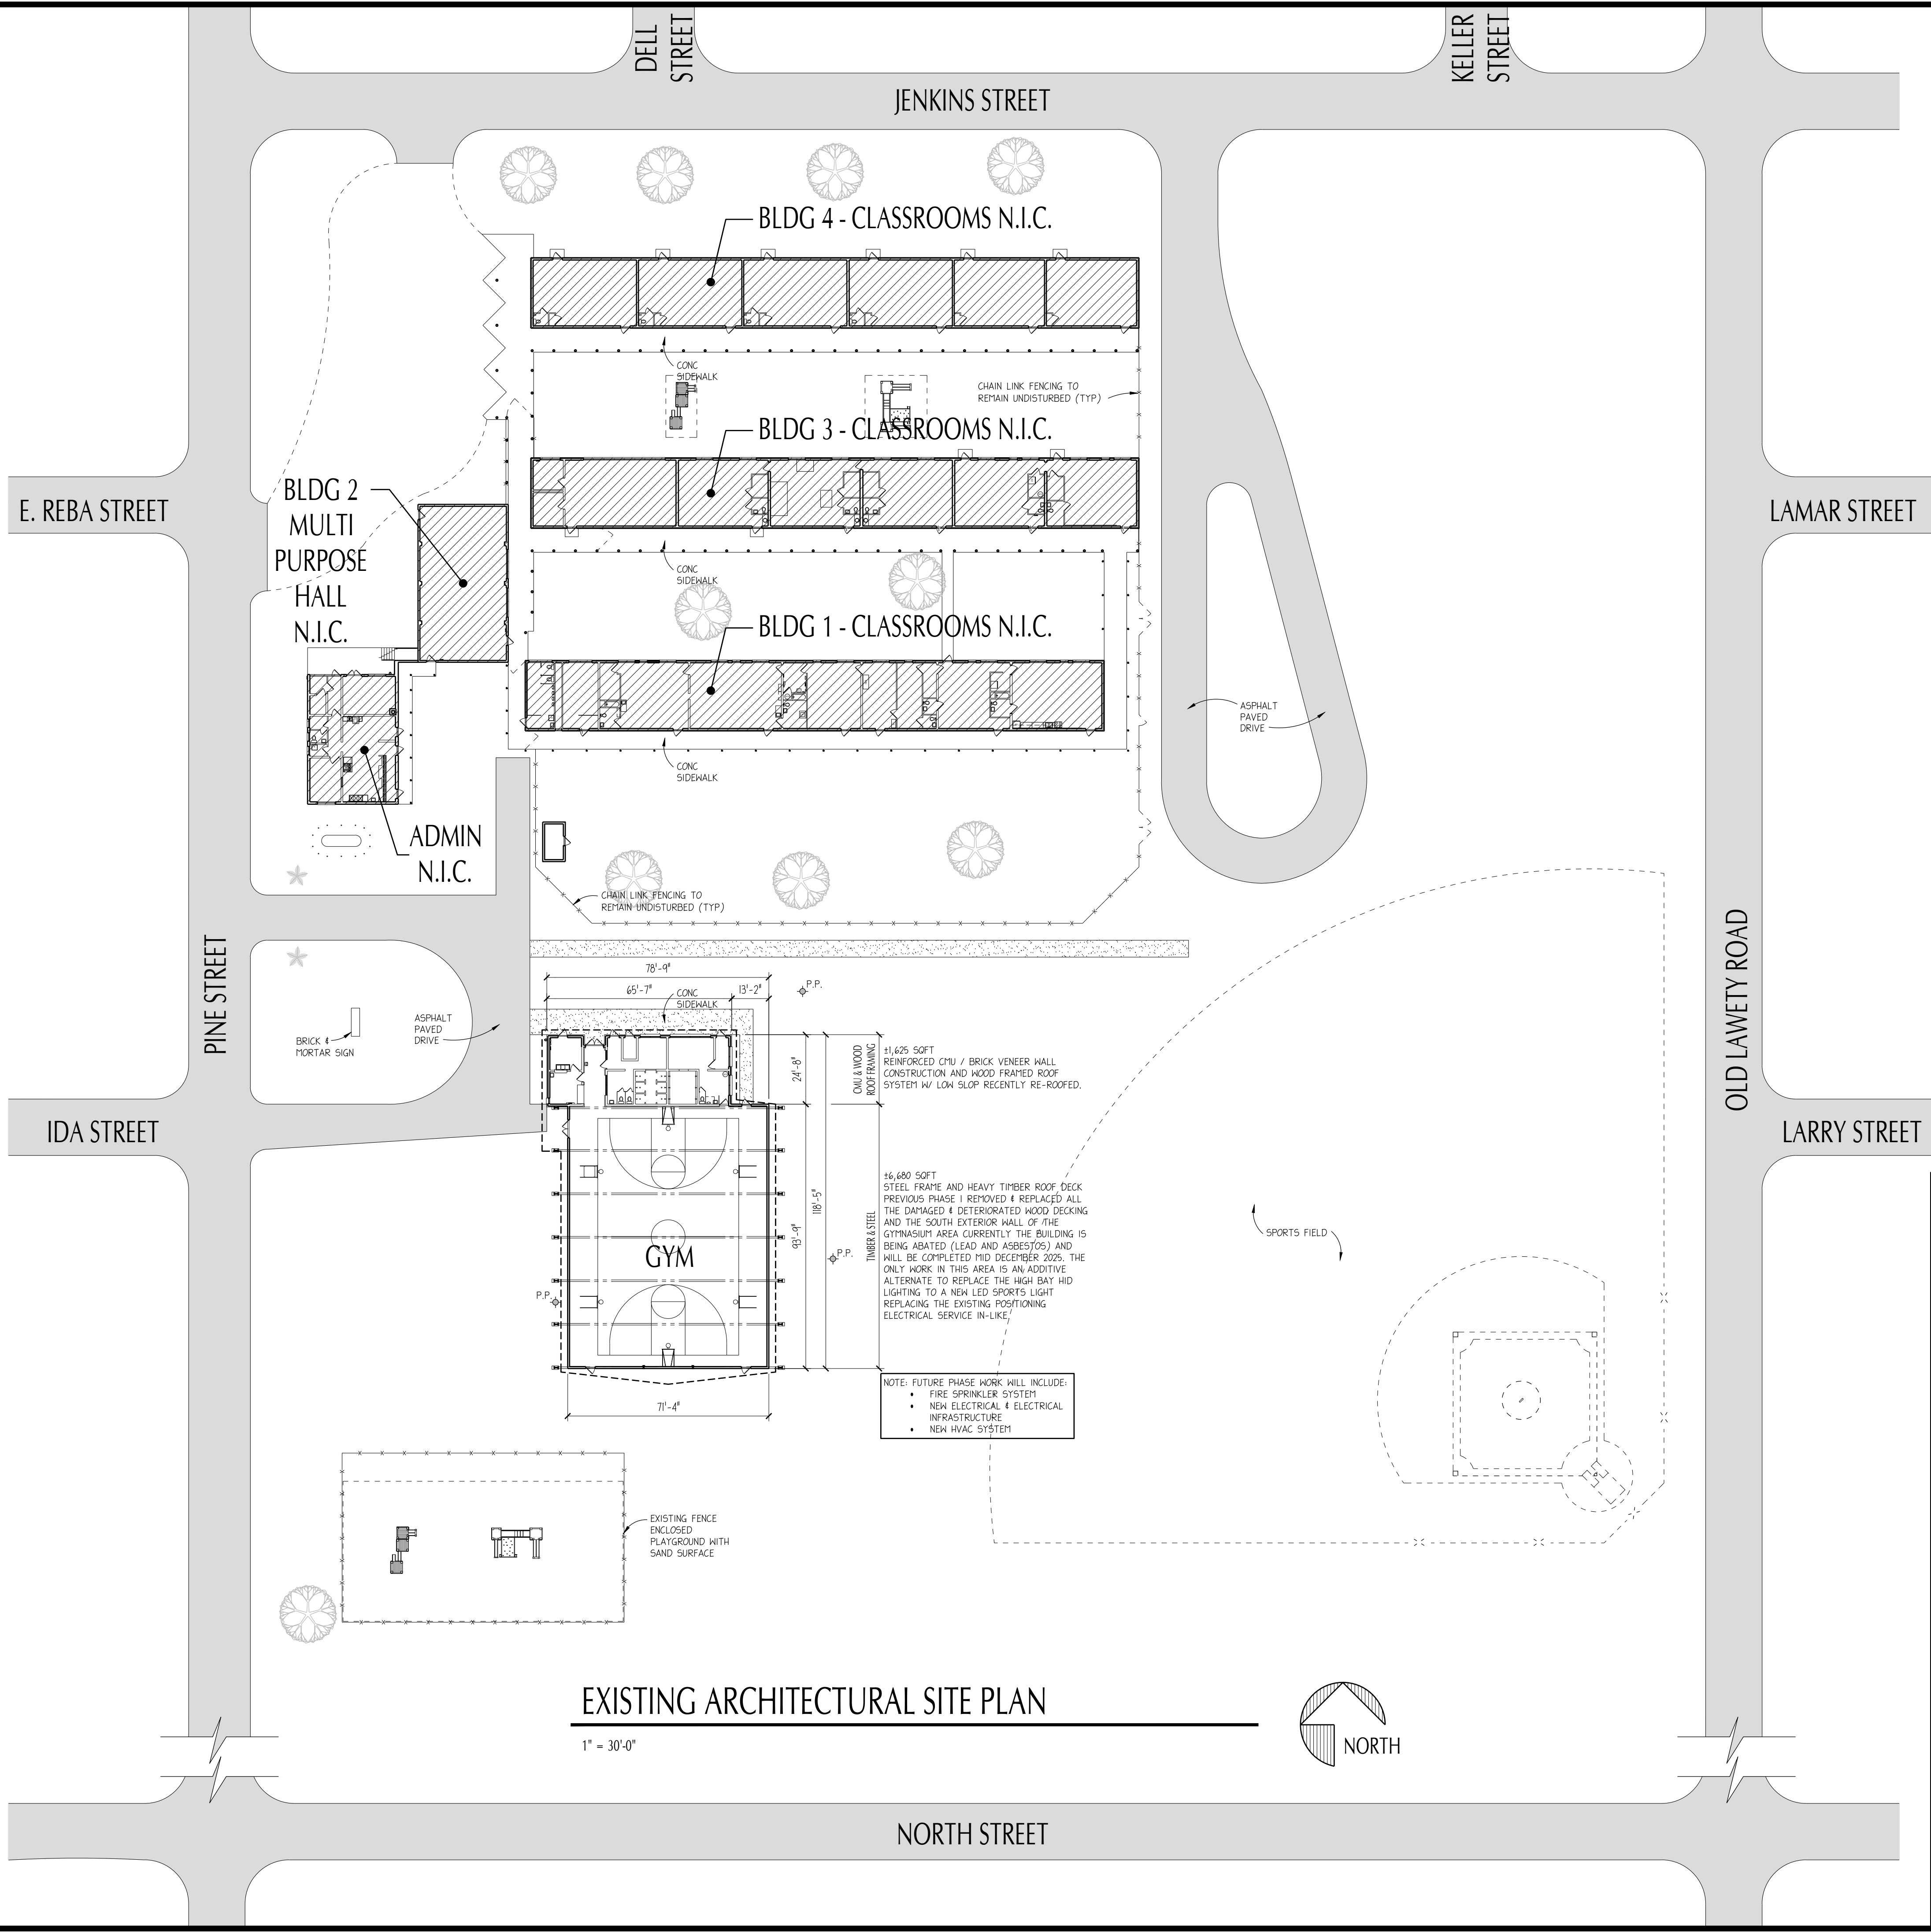 DELL
STREET
KELLER
STREET
JENKINS STREET
BLDG 4 - CLASSROOMS N.I.C.
CONC
SIDEWALK
CHAIN LINK FENCING TO
REMAIN UNDISTURBED (TYP)
BLDG 3 - CLASSROOMS N.I.C.
E. REBA STREET
BLDG 2
MULTI
PURPOSE
HALL
N.I.C.
LAMAR STREET
CONC
SIDEWALK
BLDG 1 - CLASSROOMS N.I.C.
ASPHALT
PAVED
DRIVE
CONC
SIDEWALK
ADMIN
N.I.C.
CHAIN LINK FENCING TO
REMAIN UNDISTURBED (TYP)
PINE STREET
OLD LAWETY ROAD
78'-9"
65'-7"
13'-2"
P.P.
CONC
SIDEWALK
BRICK &
MORTAR SIGN
ASPHALT
PAVED
DRIVE
24'-8"
CMU & WOOD
ROOF FRAMING
±1,625 SQFT
REINFORCED CMU / BRICK VENEER WALL
CONSTRUCTION AND WOOD FRAMED ROOF
SYSTEM W/ LOW SLOP RECENTLY RE-ROOFED.
IDA STREET
LARRY STREET
±6,680 SQFT
STEEL FRAME AND HEAVY TIMBER ROOF DECK
PREVIOUS PHASE I REMOVED & REPLACED ALL
THE DAMAGED & DETERIORATED WOOD DECKING
AND THE SOUTH EXTERIOR WALL OF THE
GYMNASIUM AREA CURRENTLY THE BUILDING IS
BEING ABATED (LEAD AND ASBESTOS) AND
WILL BE COMPLETED MID DECEMBER 2025. THE
ONLY WORK IN THIS AREA IS AN ADDITIVE
ALTERNATE TO REPLACE THE HIGH BAY HID
LIGHTING TO A NEW LED SPORTS LIGHT
REPLACING THE EXISTING POSITIONING
ELECTRICAL SERVICE IN-LIKE
118'-5"
93'-9"
TIMBER & STEEL
GYM
P.P.
P.P.
SPORTS FIELD
71'-4"
NOTE: FUTURE PHASE WORK WILL INCLUDE:
• FIRE SPRINKLER SYSTEM
• NEW ELECTRICAL & ELECTRICAL
INFRASTRUCTURE
• NEW HVAC SYSTEM
EXISTING FENCE
ENCLOSED
PLAYGROUND WITH
SAND SURFACE
EXISTING ARCHITECTURAL SITE PLAN
1" = 30'-0"
NORTH
NORTH STREET